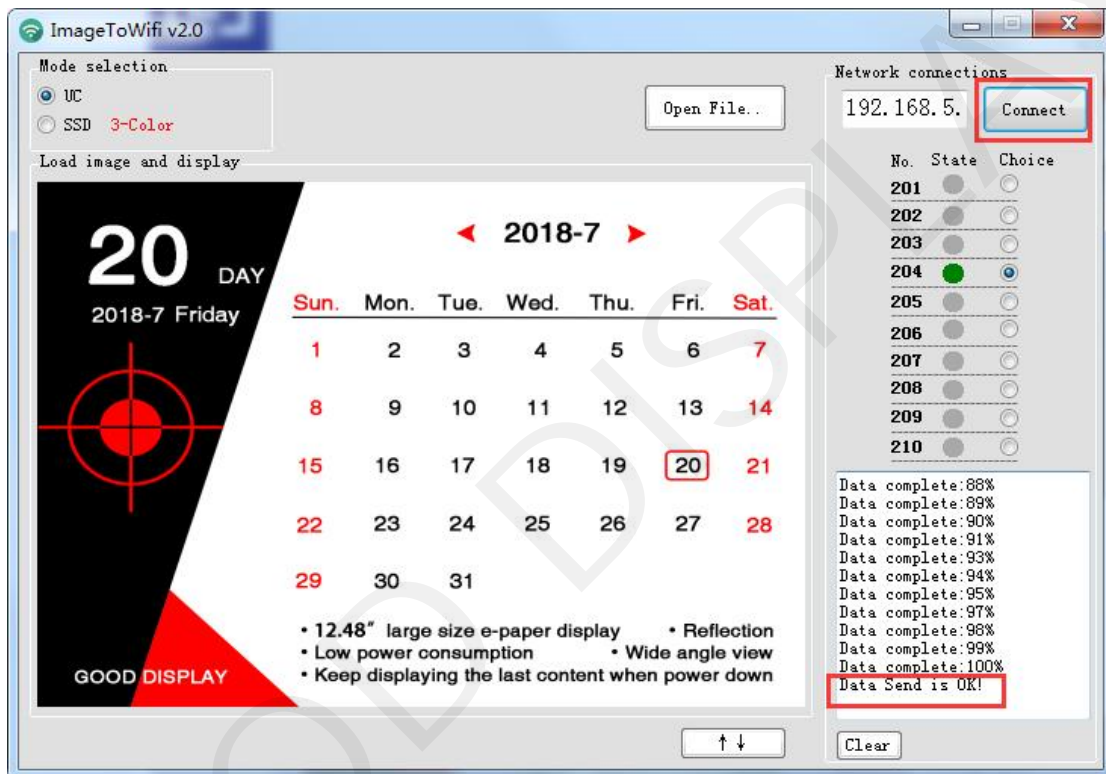 ImageToWifi v2.0
Mode selection
UC
SSD 3-Color
Open File..
Network connections
192.168.5.
Connect
Load image and display
20 DAY
2018-7 Friday
GOOD DISPLAY
2018-7
Sun. Mon. Tue. Wed. Thu. Fri. Sat.
1 2 3 4 5 6 7
8 9 10 11 12 13 14
15 16 17 18 19 20 21
22 23 24 25 26 27 28
29 30 31
• 12.48" large size e-paper display • Reflection
• Low power consumption • Wide angle view
• Keep displaying the last content when power down
No. State Choice
201
202
203
204
205
206
207
208
209
210
Data complete:88%
Data complete:89%
Data complete:90%
Data complete:91%
Data complete:93%
Data complete:94%
Data complete:95%
Data complete:97%
Data complete:98%
Data complete:99%
Data complete:100%
Data Send is OK!
↑↓
Clear
OD DISPLA